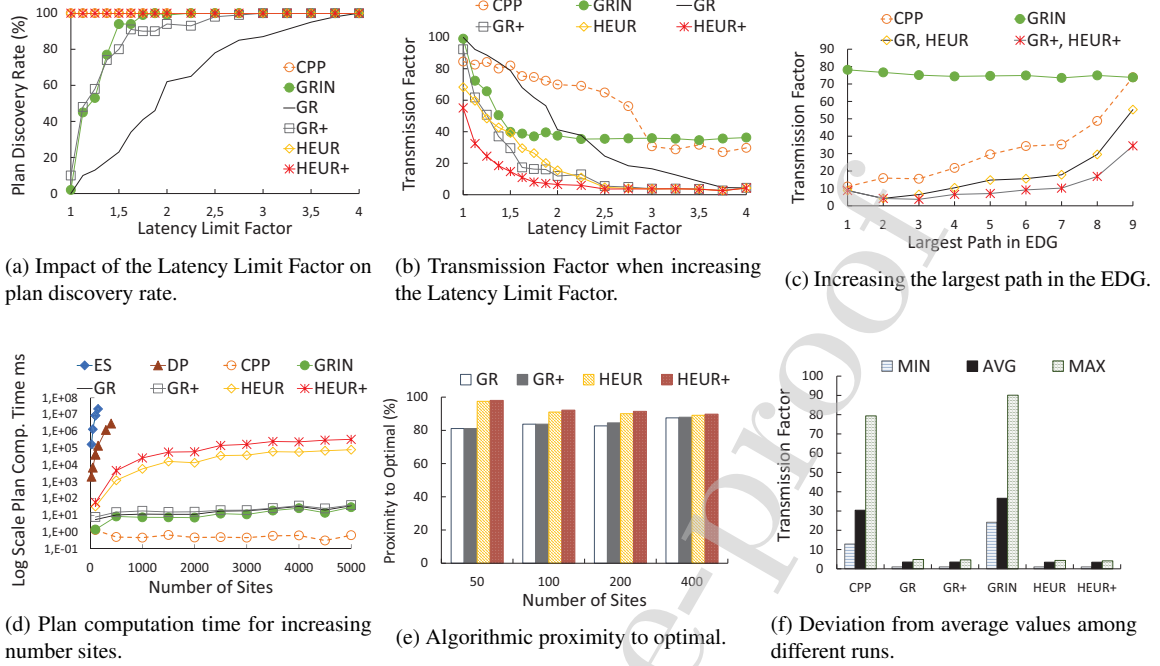 Plan Discovery Rate (%)
100
80
60
40
20
0
CPP
GRIN
GR
GR+
HEUR
HEUR+
1 1,5 2 2,5 3 3,5 4
Latency Limit Factor
(a) Impact of the Latency Limit Factor on
plan discovery rate.
CPP GRIN GR
GR+ HEUR HEUR+
Transmission Factor
100
80
60
40
20
0
1 1,5 2 2,5 3 3,5 4
Latency Limit Factor
(b) Transmission Factor when increasing
the Latency Limit Factor.
CPP GRIN
GR, HEUR GR+, HEUR+
Transmission Factor
90
80
70
60
50
40
30
20
10
0
1 2 3 4 5 6 7 8 9
Largest Path in EDG
(c) Increasing the largest path in the EDG.
ES DP CPP GRIN
GR GR+ HEUR HEUR+
Log Scale Plan Comp. Time ms
1,E+08
1,E+07
1,E+06
1,E+05
1,E+04
1,E+03
1,E+02
1,E+01
1,E+00
1,E-01
0 500 1000 1500 2000 2500 3000 3500 4000 4500 5000
Number of Sites
(d) Plan computation time for increasing
number sites.
GR GR+ HEUR HEUR+
Proximity to Optimal (%)
100
80
60
40
20
0
50 100 200 400
Number of Sites
(e) Algorithmic proximity to optimal.
MIN AVG MAX
Transmission Factor
100
90
80
70
60
50
40
30
20
10
0
CPP GR GR+ GRIN HEUR HEUR+
(f) Deviation from average values among
different runs.
e-proof